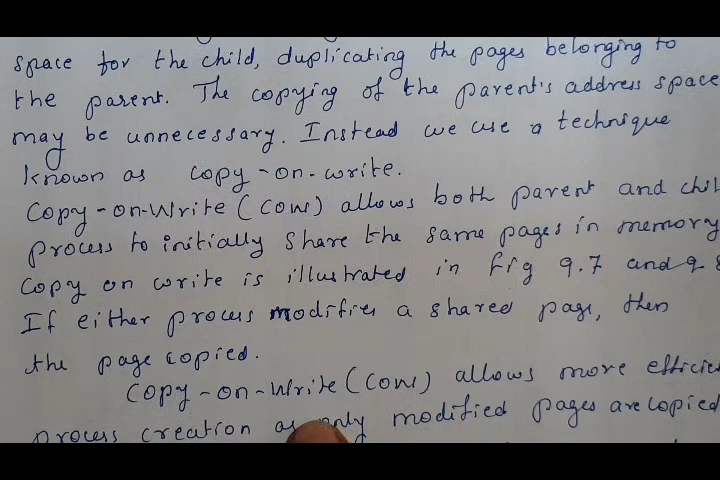 space for the child, duplicating the pages belonging to
the parent. The copying of the parent's address space
may be unnecessary. Instead we use a technique
known as copy-on-write.
Copy-on-Write (COW) allows both parent and chil
process to initially share the same pages in memory
Copy on write is illustrated in fig 9.7 and 9.8
If either process modifies a shared page, then
the page copied.
Copy-on-Write (COW) allows more efficie
process creation as only modified pages are copied